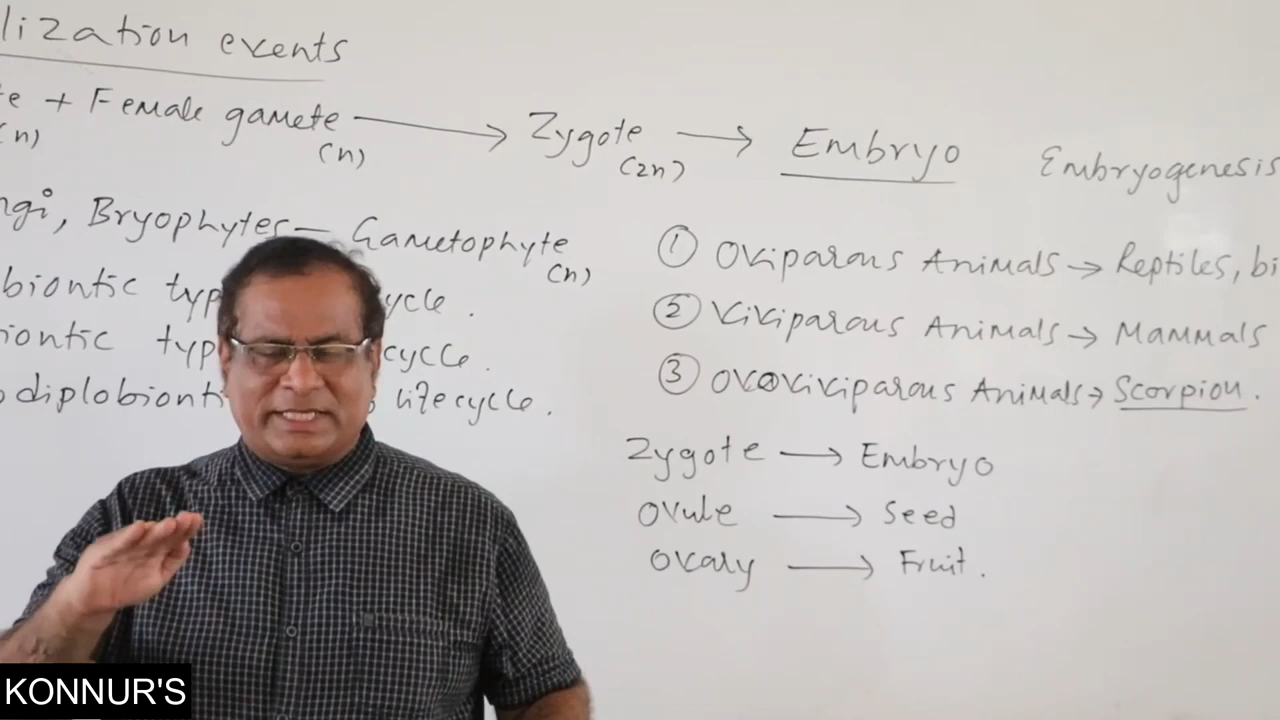 lization events
te + Female gamete → Zygote → Embryo Embryogenesis
(n) (n) (2n)
ngi, Bryophytes — Gametophyte
(n)
biontic typ ycle.
iontic typ cycle.
o diplobionti lifecycle.
① Oviparous Animals → Reptiles, bi
② Viviparous Animals → Mammals
③ Ovoviviparous Animals → Scorpion.
Zygote → Embryo
Ovule → Seed
Ovary → Fruit.
KONNUR'S